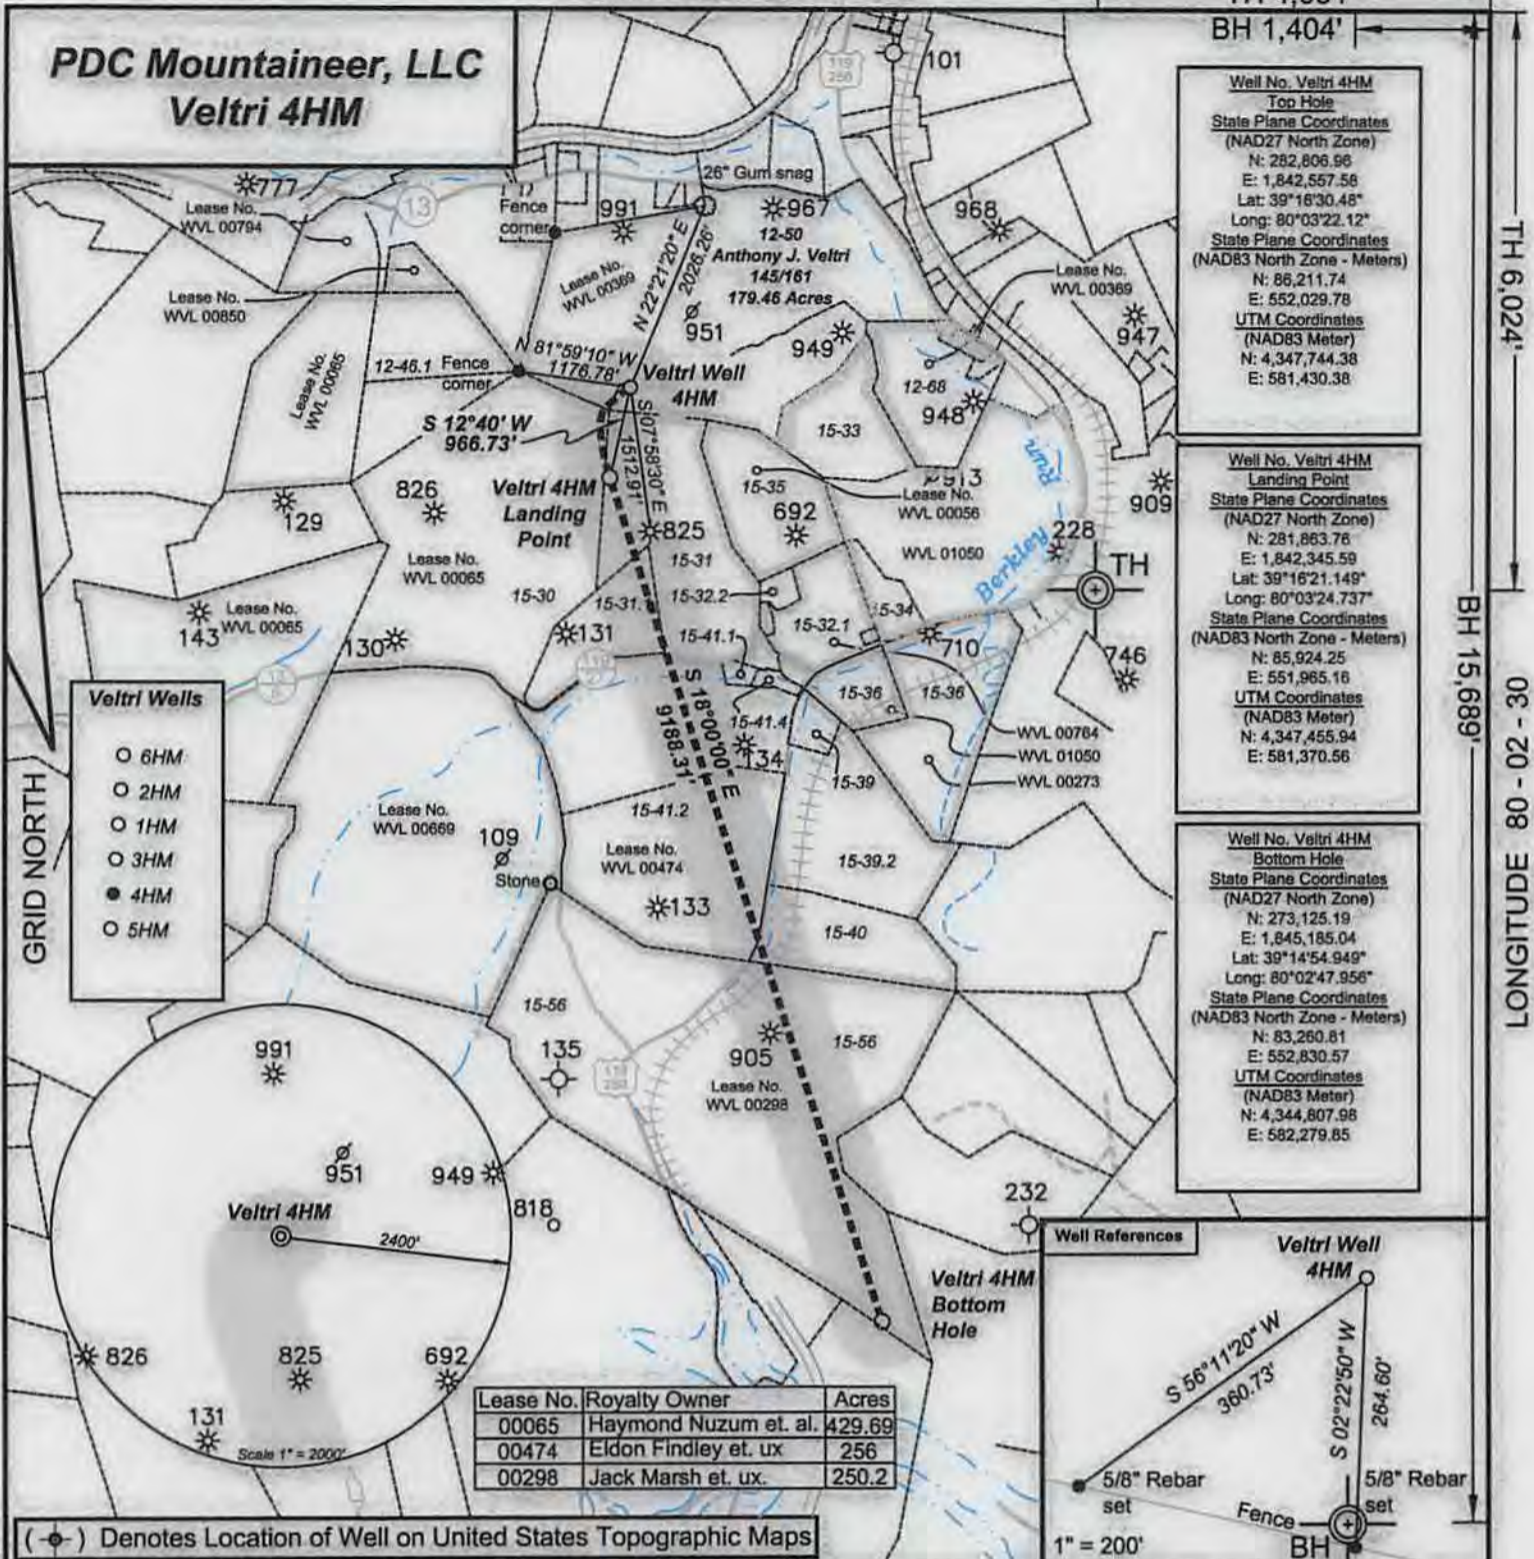 BH 1,404'
PDC Mountaineer, LLC
Veltri 4HM
119
250
101
Well No. Veltri 4HM
Top Hole
State Plane Coordinates
(NAD27 North Zone)
N: 282,806.96
E: 1,842,557.58
Lat: 39°16'30.48"
Long: 80°03'22.12"
State Plane Coordinates
(NAD83 North Zone - Meters)
N: 86,211.74
E: 552,029.78
UTM Coordinates
(NAD83 Meter)
N: 4,347,744.38
E: 581,430.38
TH 6,024'
777
Lease No.
WVL 00794
13
Fence
corner
991
26" Gum snag
967
12-50
Anthony J. Veltri
145/161
179.46 Acres
968
Lease No.
WVL 00369
947
Lease No.
WVL 00850
Lease No.
WVL 00369
N 22°21'20" E
2026.26'
951
949
Lease No.
WVL 00065
12-46.1
Fence
corner
N 81°59'10" W
1176.78'
Veltri Well
4HM
12-68
948
S 12°40' W
966.73'
S 07°58'30" E
1512.91'
15-33
Run
Well No. Veltri 4HM
Landing Point
State Plane Coordinates
(NAD27 North Zone)
N: 281,863.76
E: 1,842,345.59
Lat: 39°16'21.149"
Long: 80°03'24.737"
State Plane Coordinates
(NAD83 North Zone - Meters)
N: 85,924.25
E: 551,965.16
UTM Coordinates
(NAD83 Meter)
N: 4,347,455.94
E: 581,370.56
129
826
Veltri 4HM
Landing
Point
15-35
913
Lease No.
WVL 00056
909
692
825
WVL 01050
228
Berkley
TH
Lease No.
WVL 00065
15-31
15-30
15-31.
15-32.2
15-34
143
Lease No.
WVL 00065
130
131
15-41.1
15-32.1
710
746
BH 15,689'
Veltri Wells
6HM
2HM
1HM
3HM
4HM
5HM
S 18°00'00" E
9188.31'
15-36
15-36
15-41.4
134
15-39
WVL 00764
WVL 01050
WVL 00273
LONGITUDE 80 - 02 - 30
GRID NORTH
Lease No.
WVL 00669
109
Stone
15-41.2
Lease No.
WVL 00474
133
15-39.2
15-40
Well No. Veltri 4HM
Bottom Hole
State Plane Coordinates
(NAD27 North Zone)
N: 273,125.19
E: 1,845,185.04
Lat: 39°14'54.949"
Long: 80°02'47.956"
State Plane Coordinates
(NAD83 North Zone - Meters)
N: 83,260.81
E: 552,830.57
UTM Coordinates
(NAD83 Meter)
N: 4,344,807.98
E: 582,279.85
15-56
135
119
250
905
Lease No.
WVL 00298
15-56
991
951
949
Veltri 4HM
2400'
826
825
692
131
Scale 1" = 2000'
818
232
Veltri 4HM
Bottom
Hole
Well References
Veltri Well
4HM
S 56°11'20" W
360.73'
S 02°22'50" W
264.60'
5/8" Rebar
set
5/8" Rebar
set
Fence
1" = 200'
BH
Lease No. Royalty Owner Acres
00065 Haymond Nuzum et. al. 429.69
00474 Eldon Findley et. ux 256
00298 Jack Marsh et. ux. 250.2
( ) Denotes Location of Well on United States Topographic Maps